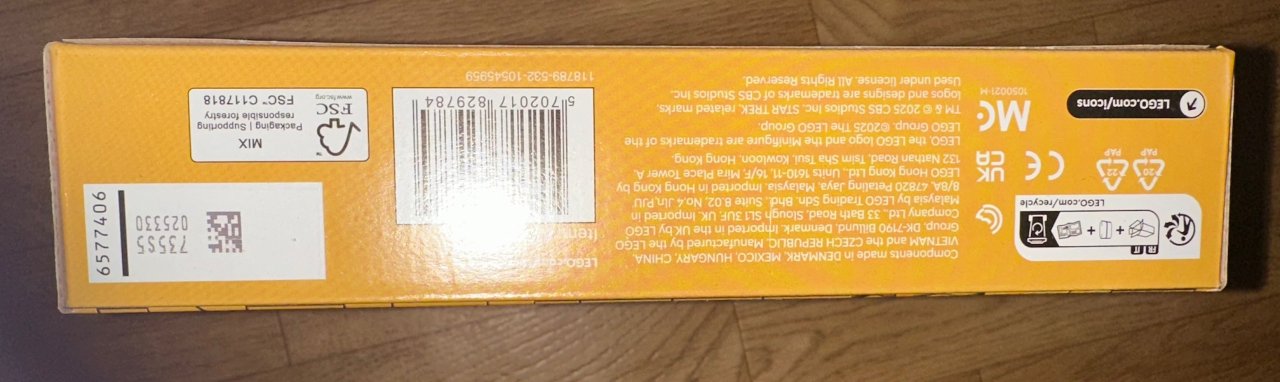 FR IT
LEGO.com/recycle
20 22
PAP PAP
CE UK CA
LEGO.com/icons
MC
1050021-M
Components made in DENMARK, MEXICO, HUNGARY, CHINA,
VIETNAM and the CZECH REPUBLIC. Manufactured by the LEGO
Group, DK-7190 Billund, Denmark. Imported in the UK by LEGO
Company Ltd., 33 Bath Road, Slough SL1 3UF, UK. Imported in
Malaysia by LEGO Trading Sdn. Bhd., Suite 8.02, No.4 Jln. PJU
8/8A, 47820 Petaling Jaya, Malaysia. Imported in Hong Kong by
LEGO Hong Kong Ltd., Units 1610-11, 16/F, Mira Place Tower A,
132 Nathan Road, Tsim Sha Tsui, Kowloon, Hong Kong.
LEGO, the LEGO logo and the Minifigure are trademarks of the
LEGO Group. ©2025 The LEGO Group.
TM & © 2025 CBS Studios Inc. STAR TREK, related marks,
logos and designs are trademarks of CBS Studios Inc.
Used under license. All Rights Reserved.
Item
5 702017 829784
118789-532-10545959
735S5
025330
6577406
FSC
www.fsc.org
MIX
Packaging | Supporting
responsible forestry
FSC™ C117818